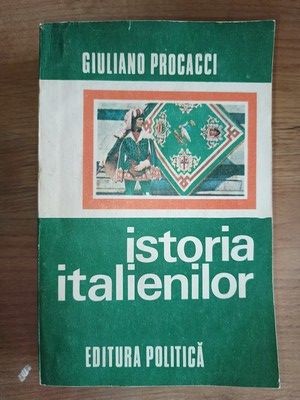 GIULIANO PROCACCI
istoria
italienilor
EDITURA POLITICĂ